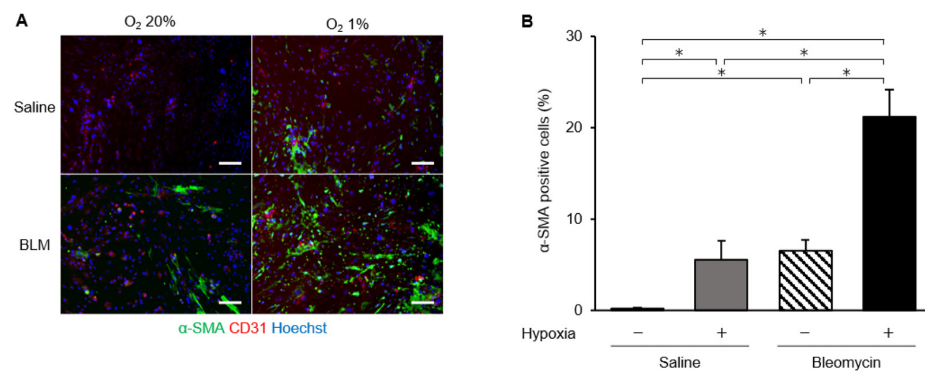 A
O₂ 20%
O₂ 1%
Saline
BLM
α-SMA CD31 Hoechst
B
α-SMA positive cells (%)
30
20
10
0
* * * * *
Hypoxia − + − +
Saline Bleomycin